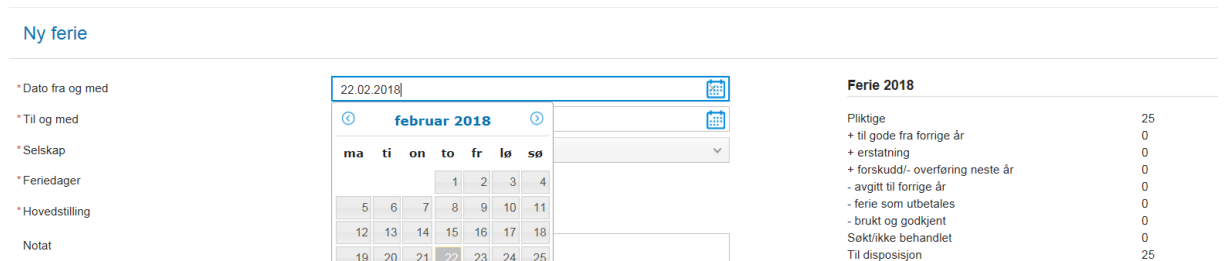 Ny ferie
*Dato fra og med
22.02.2018
*Til og med
*Selskap
*Feriedager
*Hovedstilling
Notat
februar 2018
ma ti on to fr lø sø
1 2 3 4
5 6 7 8 9 10 11
12 13 14 15 16 17 18
19 20 21 22 23 24 25
Ferie 2018
Pliktige 25
+ til gode fra forrige år 0
+ erstatning 0
+ forskudd/- overføring neste år 0
- avgitt til forrige år 0
- ferie som utbetales 0
- brukt og godkjent 0
Søkt/ikke behandlet 0
Til disposisjon 25